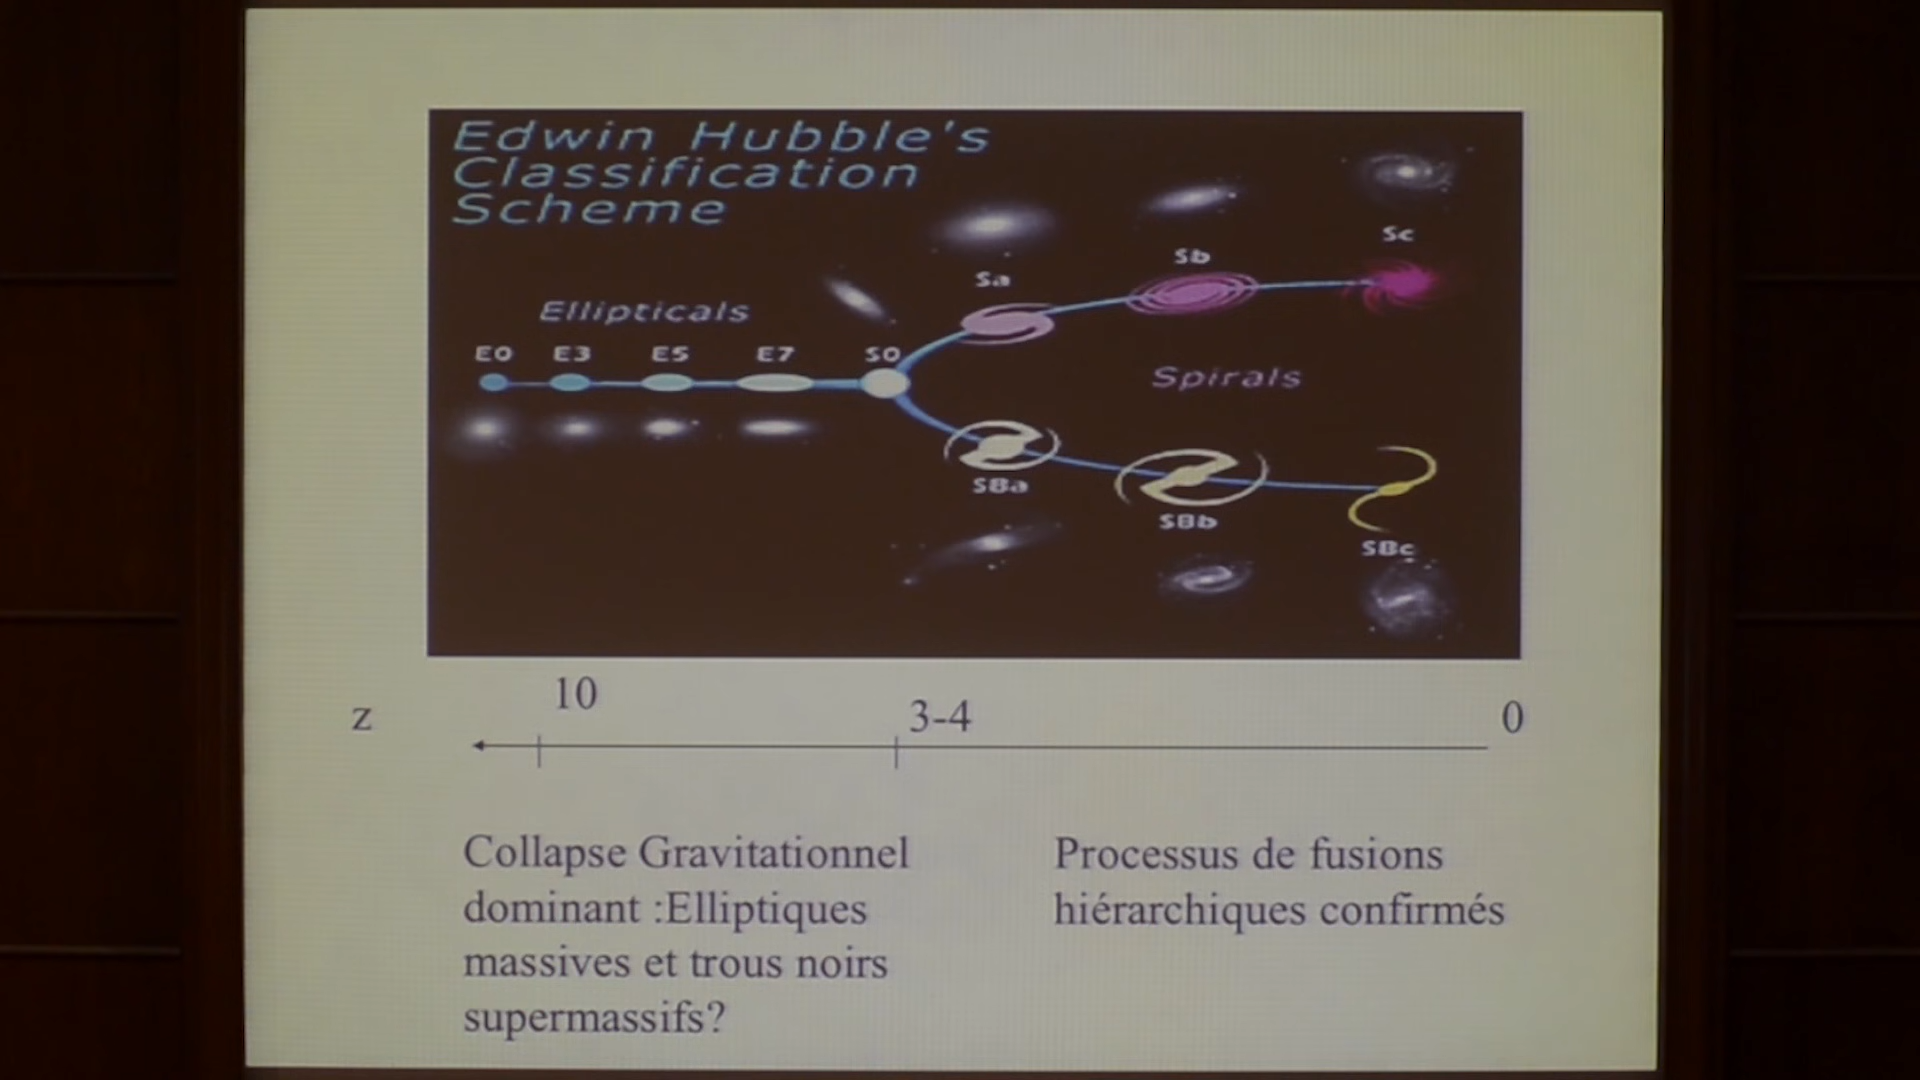 Edwin Hubble's
Classification
Scheme
Sc
Sb
Sa
Ellipticals
E0 E3 E5 E7 S0
Spirals
SBa
SBb
SBc
10
z 3-4 0
Collapse Gravitationnel
dominant :Elliptiques
massives et trous noirs
supermassifs?
Processus de fusions
hiérarchiques confirmés